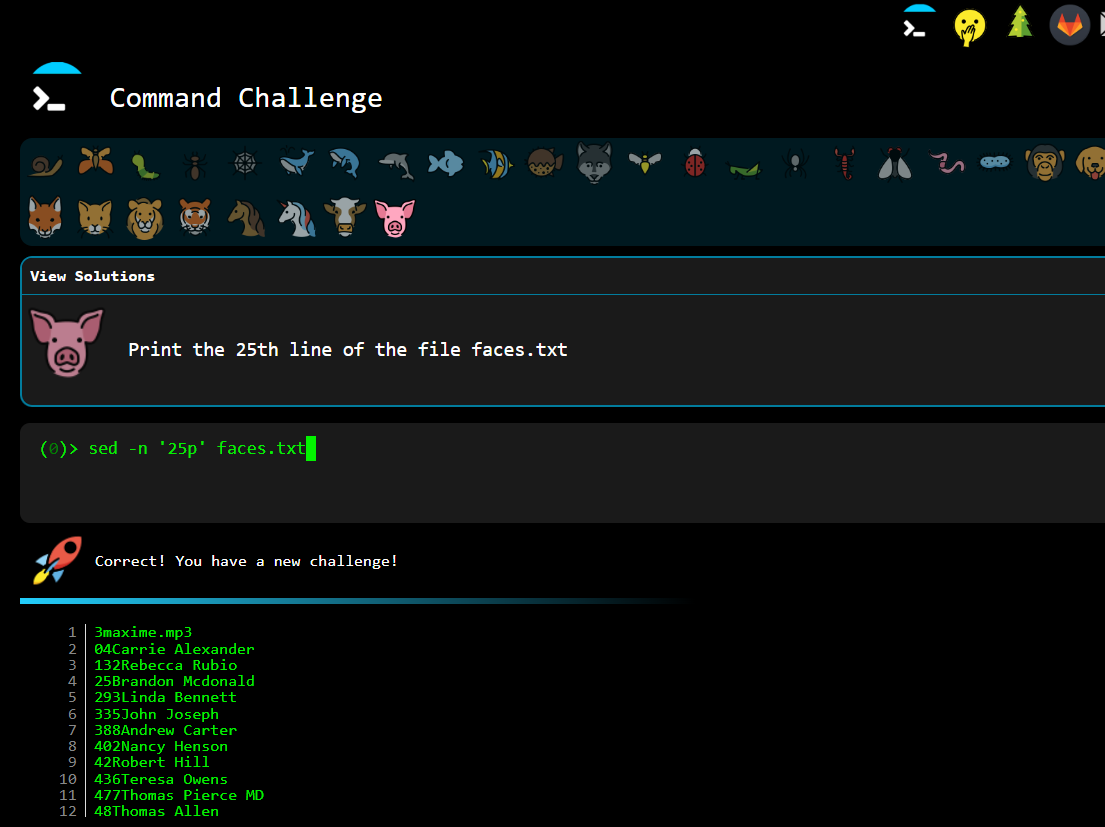 Command Challenge
View Solutions
Print the 25th line of the file faces.txt
(0)> sed -n '25p' faces.txt
Correct! You have a new challenge!
1 3maxime.mp3
2 04Carrie Alexander
3 132Rebecca Rubio
4 25Brandon Mcdonald
5 293Linda Bennett
6 335John Joseph
7 388Andrew Carter
8 402Nancy Henson
9 42Robert Hill
10 436Teresa Owens
11 477Thomas Pierce MD
12 48Thomas Allen